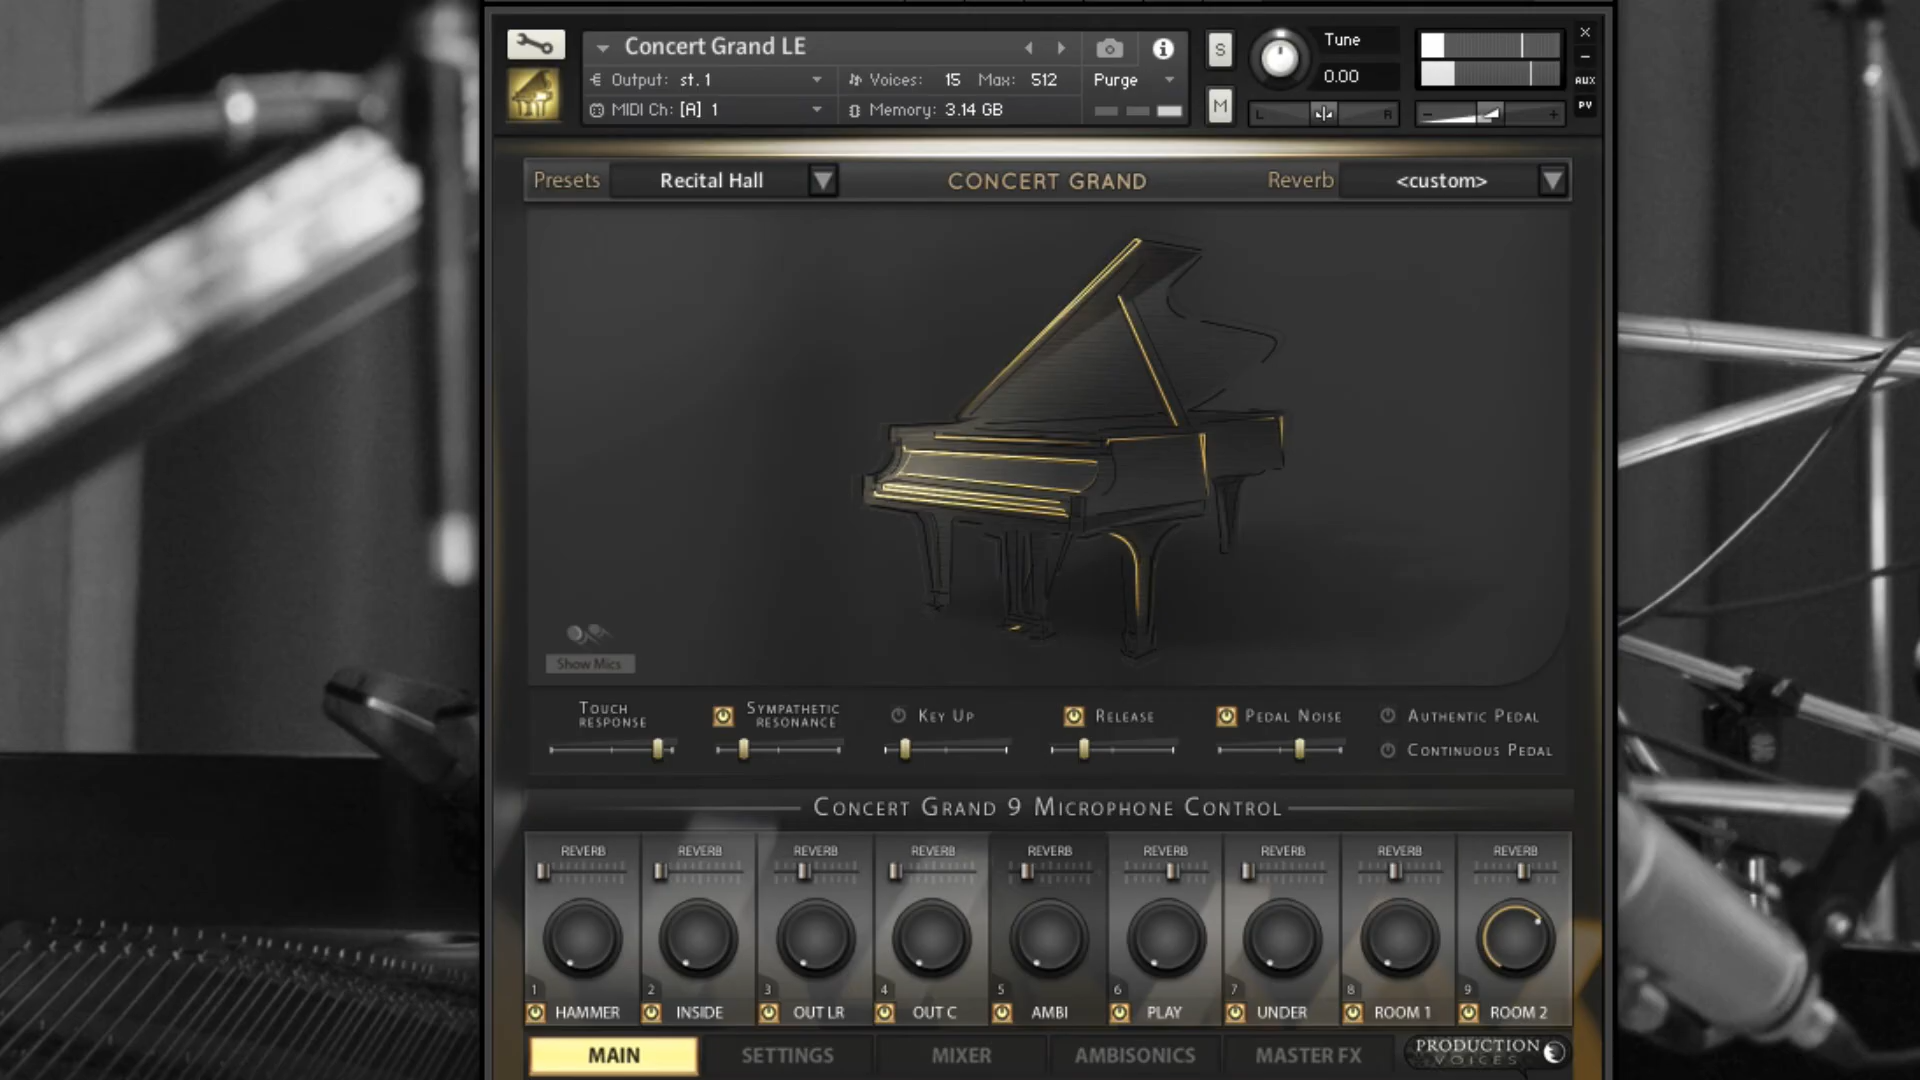 Concert Grand LE
Output: st.1
Voices: 15 Max: 512
Purge
MIDI Ch: [A] 1
Memory: 3.14 GB
S
M
Tune
0.00
L R
- +
×
-
AUX
PV
Presets Recital Hall CONCERT GRAND Reverb <custom>
Show Mics
TOUCH RESPONSE
SYMPATHETIC RESONANCE
KEY UP
RELEASE
PEDAL NOISE
AUTHENTIC PEDAL
CONTINUOUS PEDAL
CONCERT GRAND 9 MICROPHONE CONTROL
REVERB REVERB REVERB REVERB REVERB REVERB REVERB REVERB REVERB
1 2 3 4 5 6 7 8 9
HAMMER INSIDE OUT LR OUT C AMBI PLAY UNDER ROOM 1 ROOM 2
MAIN SETTINGS MIXER AMBISONICS MASTER FX
PRODUCTION
VOICES